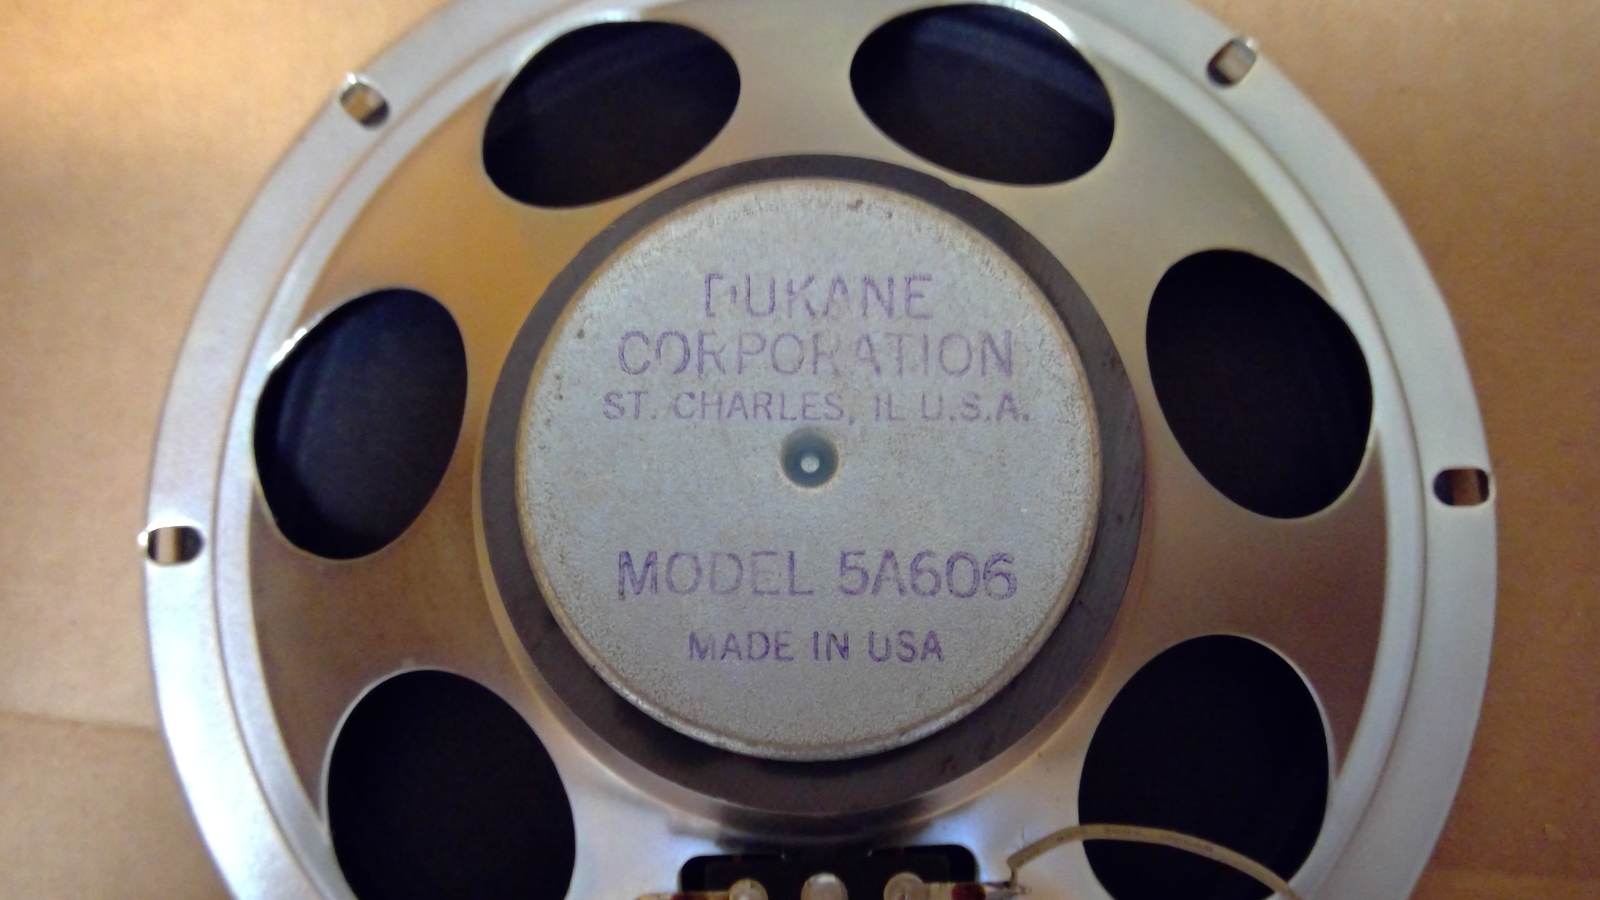 DUKANE
CORPORATION
ST. CHARLES, IL U.S.A.
MODEL 5A606
MADE IN USA